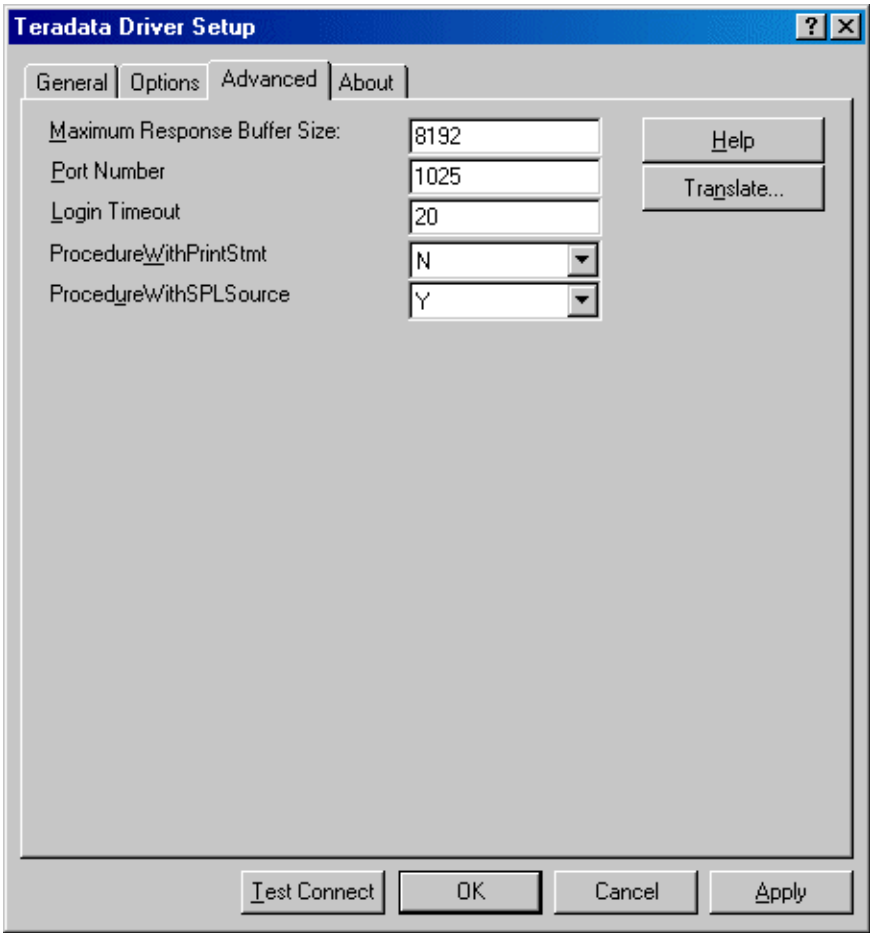 Teradata Driver Setup
General Options Advanced About
Maximum Response Buffer Size: 8192 Help
Port Number 1025 Translate...
Login Timeout 20
ProcedureWithPrintStmt N
ProcedureWithSPLSource Y
Test Connect OK Cancel Apply